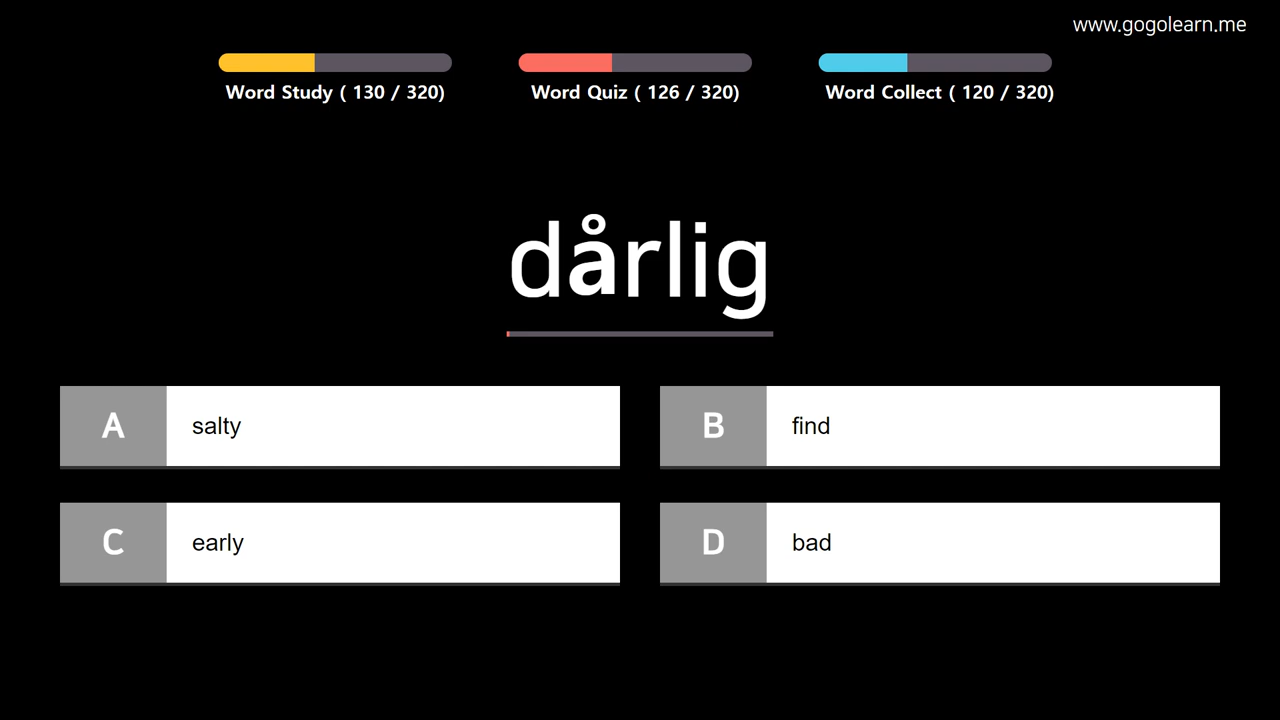 www.gogolearn.me
Word Study ( 130 / 320)
Word Quiz ( 126 / 320)
Word Collect ( 120 / 320)
dårlig
A salty
B find
C early
D bad